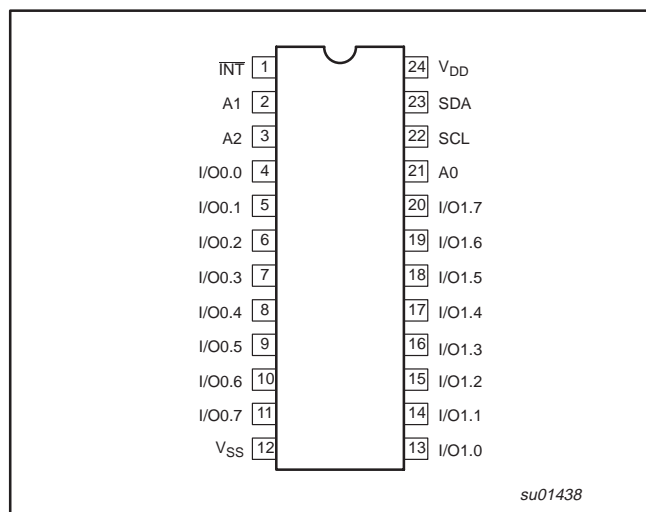 I̅N̅T̅ 1 24 VDD
A1 2 23 SDA
A2 3 22 SCL
I/O0.0 4 21 A0
I/O0.1 5 20 I/O1.7
I/O0.2 6 19 I/O1.6
I/O0.3 7 18 I/O1.5
I/O0.4 8 17 I/O1.4
I/O0.5 9 16 I/O1.3
I/O0.6 10 15 I/O1.2
I/O0.7 11 14 I/O1.1
VSS 12 13 I/O1.0
su01438